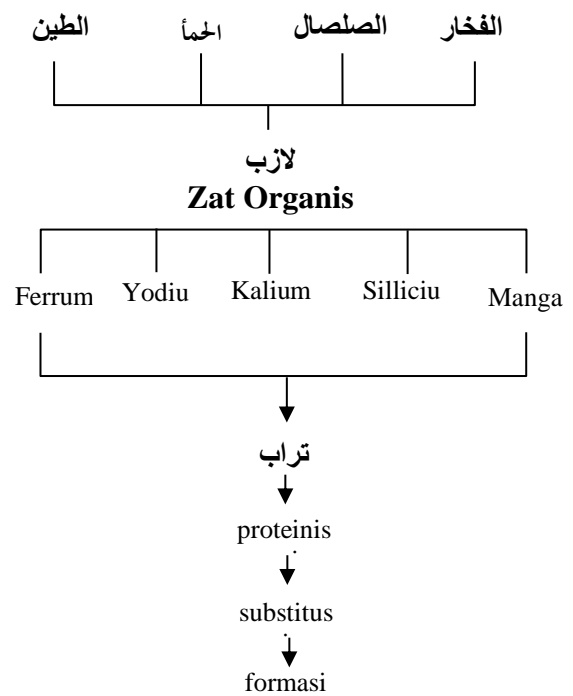 الطين الحمأ الصلصال الفخار
لازب
Zat Organis
Ferrum Yodiu Kalium Silliciu Manga
تراب
proteinis
substitus
formasi